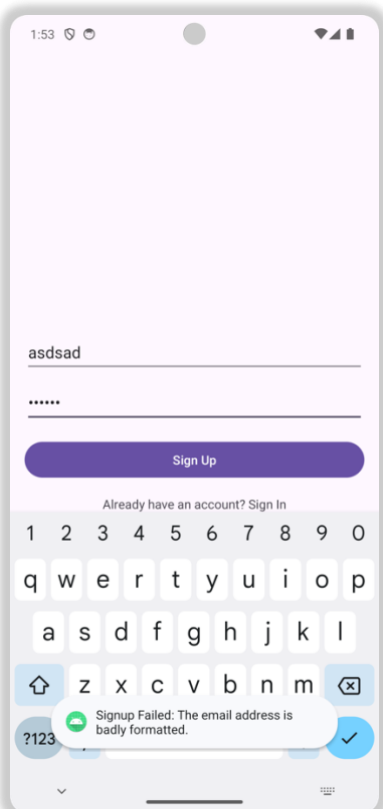 1:53
asdsad
••••••
Sign Up
Already have an account? Sign In
1 2 3 4 5 6 7 8 9 0
q w e r t y u i o p
a s d f g h j k l
z x c v b n m
Signup Failed: The email address is
badly formatted.
?123